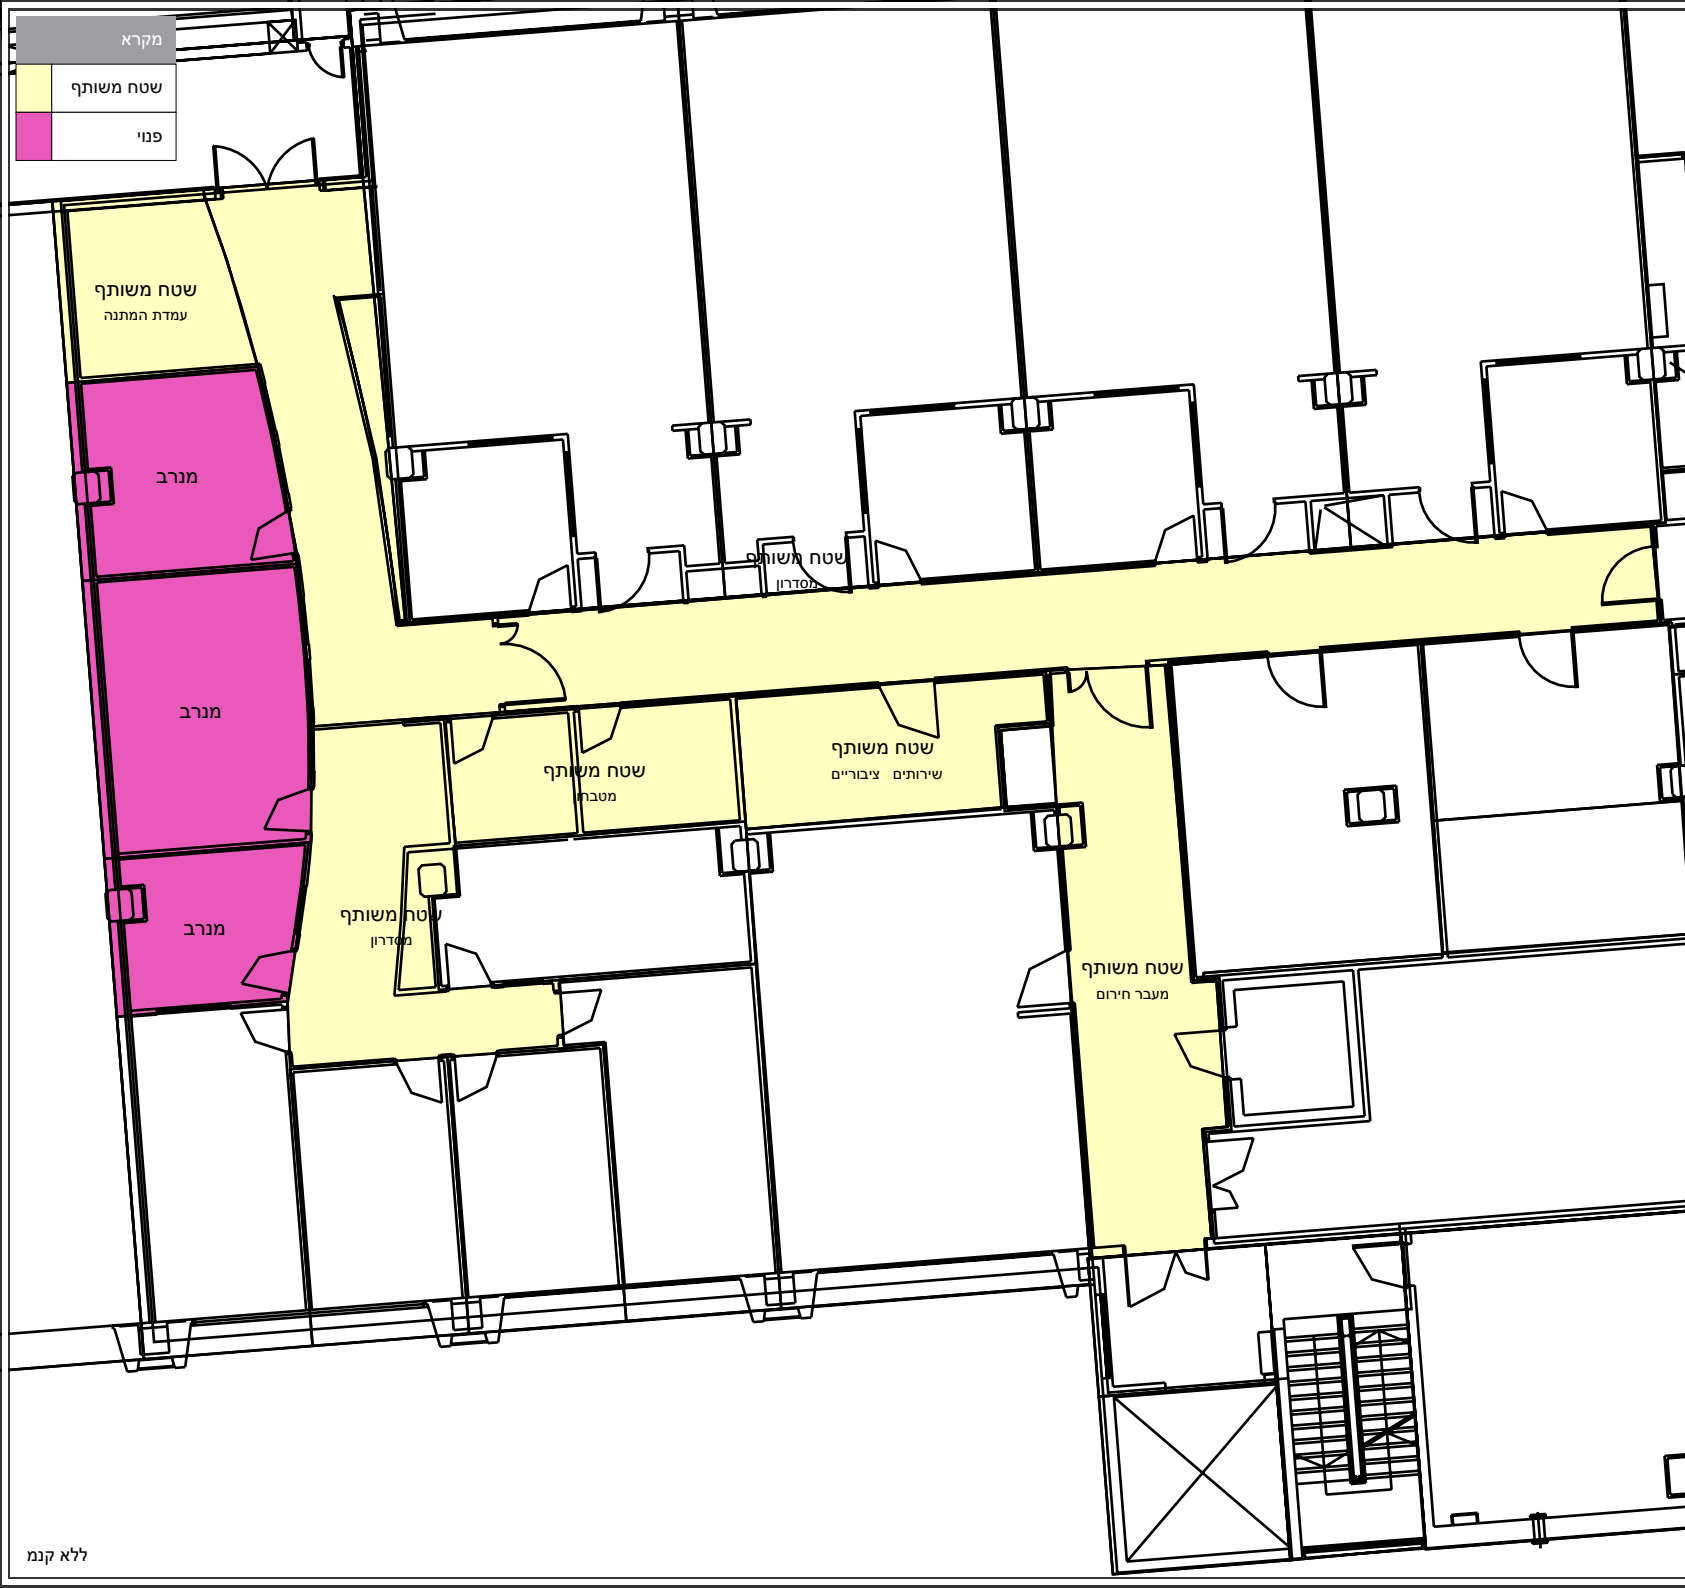 מקרא
שטח משותף
פנוי
שטח משותף
עמדת המתנה
מנרב
שטח משותף
מסדרון
מנרב
שטח משותף
שירותים ציבוריים
שטח משותף
מטבחון
שטח משותף
מסדרון
מנרב
שטח משותף
מעבר חירום
ללא קנמ